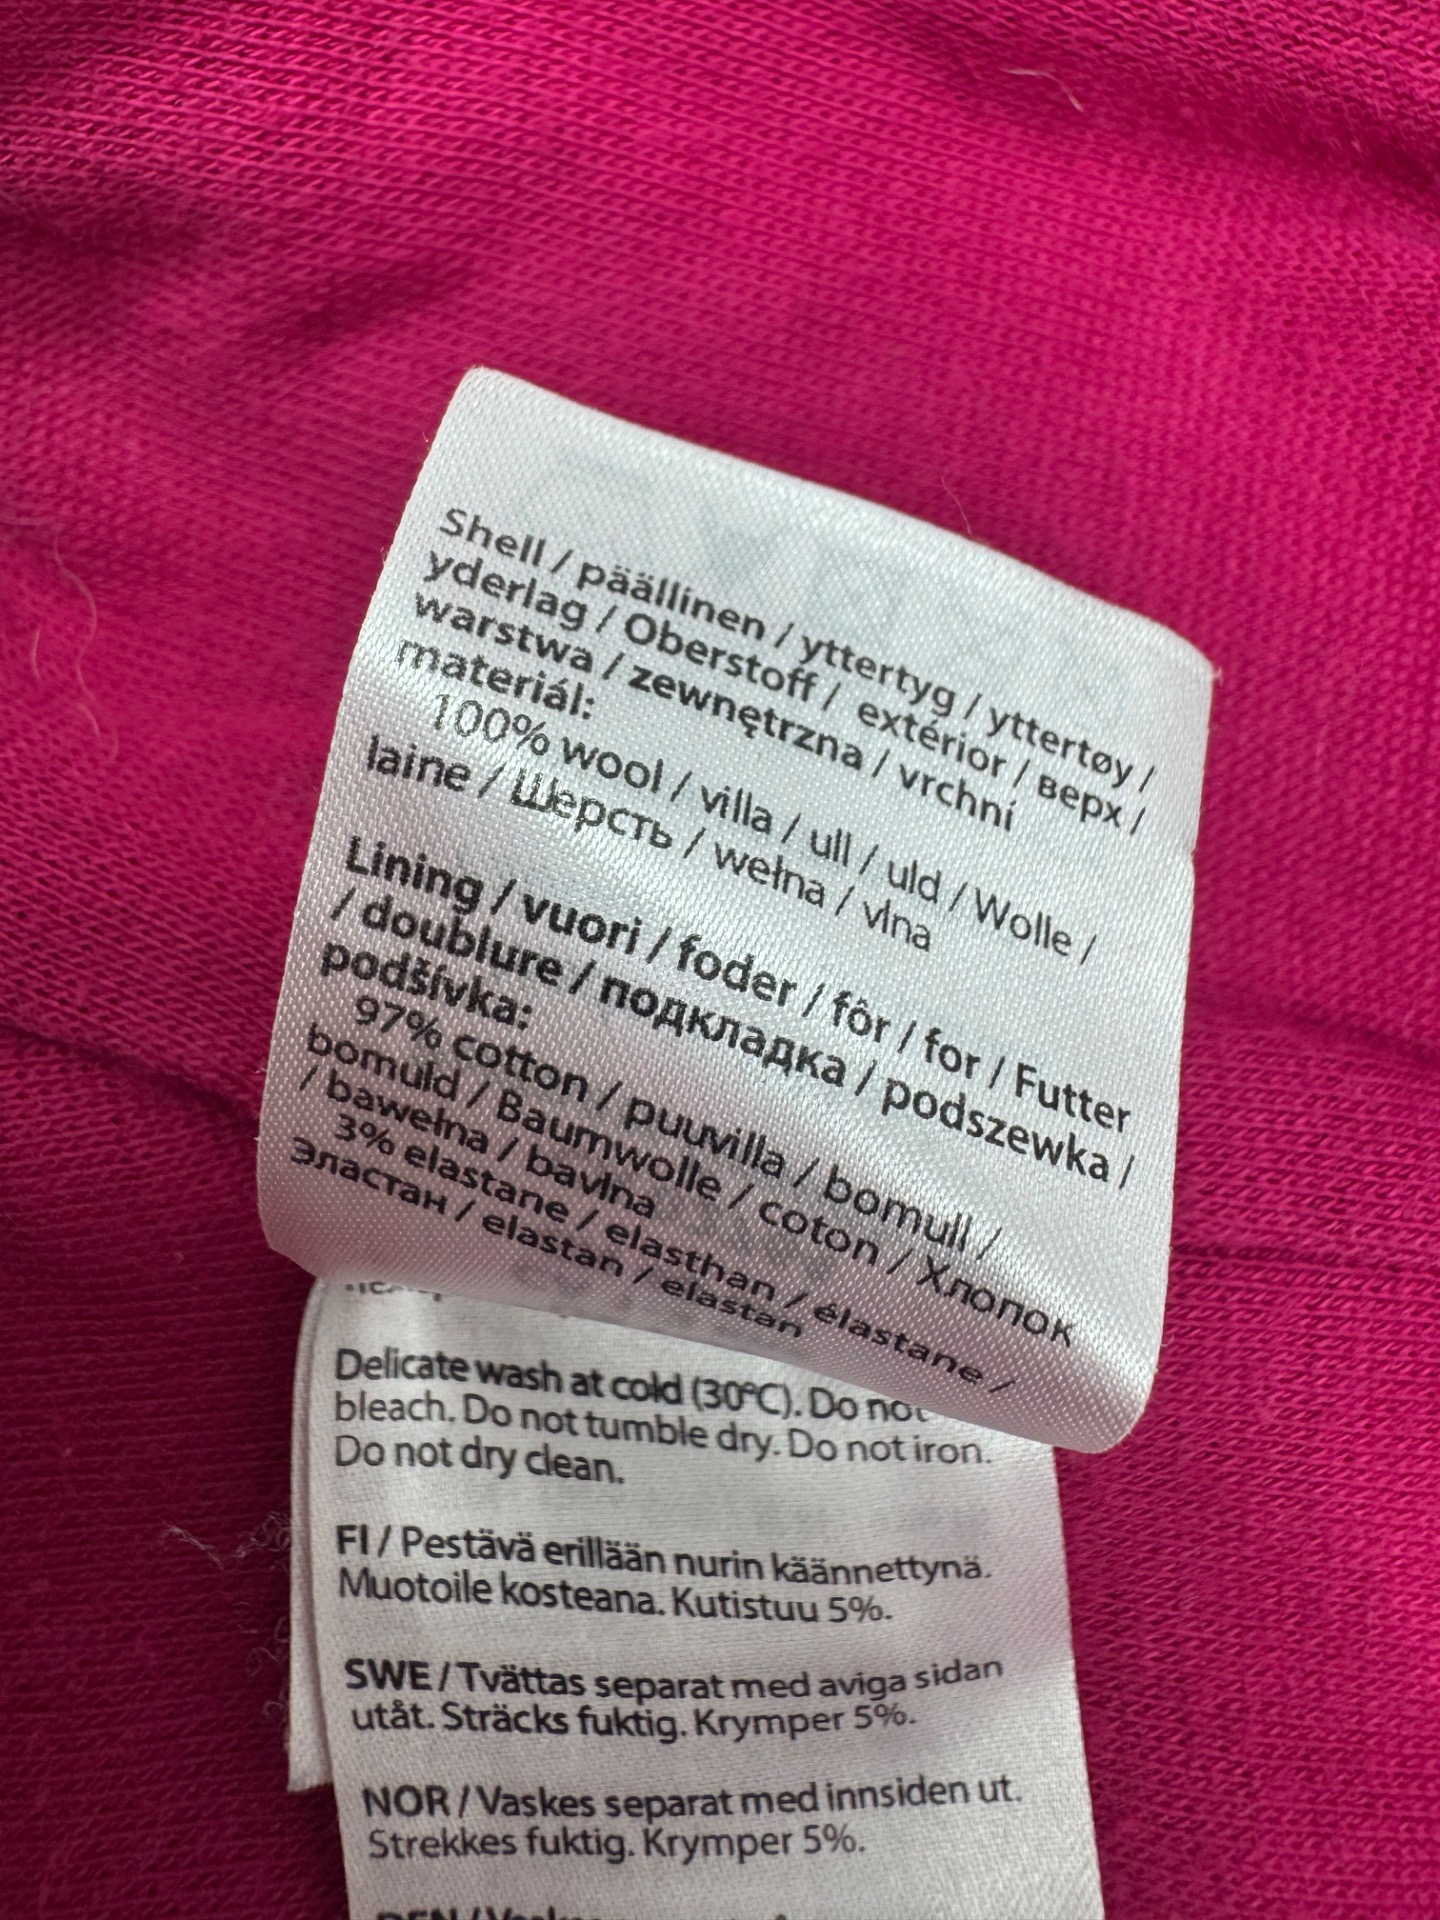 Shell / päällinen / yttertyg / yttertøy /
yderlag / Oberstoff / extérior / верх /
warstwa / zewnętrzna / vrchní
materiál:
100% wool / villa / ull / uld / Wolle /
laine / Шерсть / wełna / vlna
Lining / vuori / foder / fôr / for / Futter
/ doublure / подкладка / podszewka /
podšívka:
97% cotton / puuvilla / bomull /
bomuld / Baumwolle / coton / Хлопок
/ bawełna / bavlna
3% elastane / elasthan / élastane /
Эластан / elastan / elastan
Delicate wash at cold (30°C). Do not
bleach. Do not tumble dry. Do not iron.
Do not dry clean.
FI / Pestävä erillään nurin käännettynä.
Muotoile kosteana. Kutistuu 5%.
SWE / Tvättas separat med aviga sidan
utåt. Sträcks fuktig. Krymper 5%.
NOR / Vaskes separat med innsiden ut.
Strekkes fuktig. Krymper 5%.